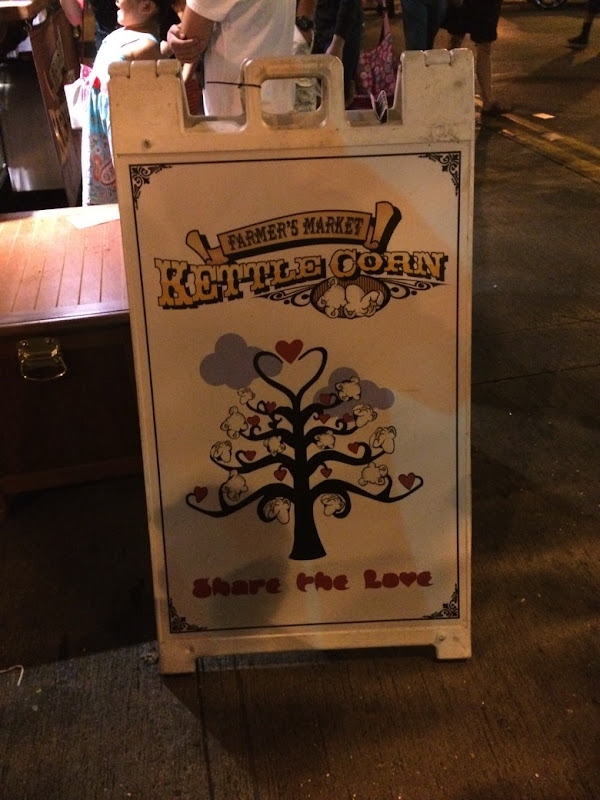 FARMER'S MARKET
KETTLE CORN
Share the Love